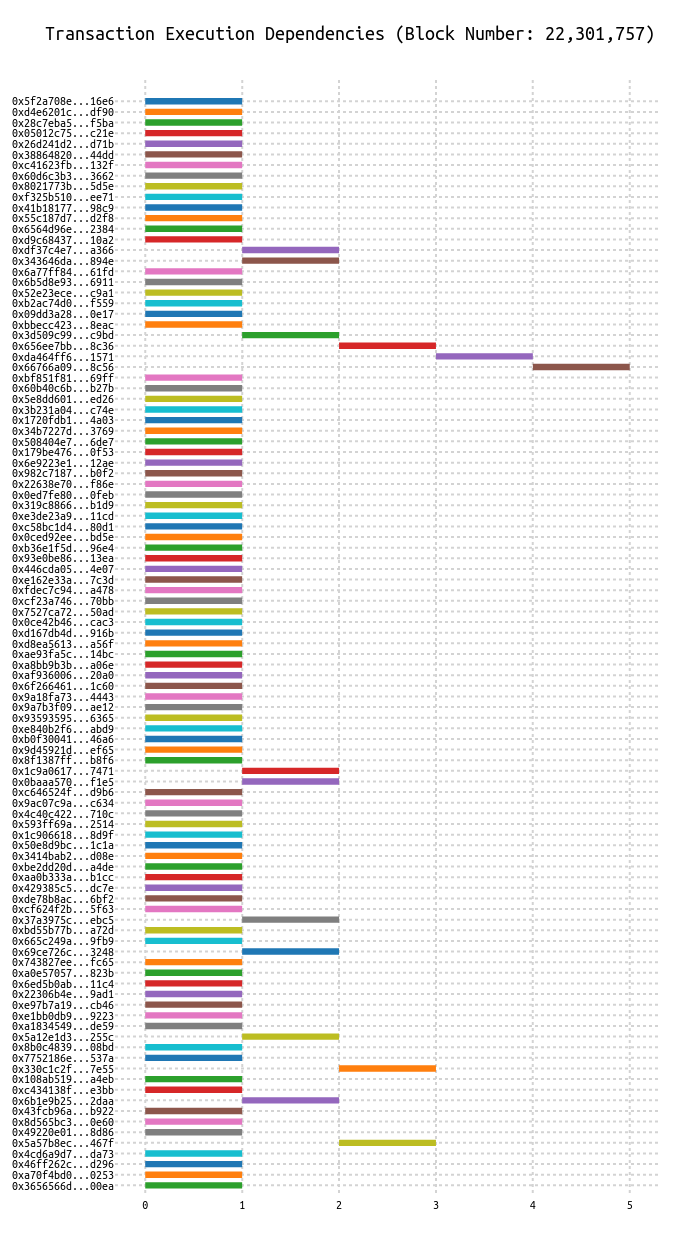 Transaction Execution Dependencies (Block Number: 22,301,757)
0x5f2a708e...16e6
0xd4e6201c...df90
0x28c7eba5...f5ba
0x05012c75...c21e
0x26d241d2...d71b
0x38864820...44dd
0xc41623fb...132f
0x60d6c3b3...3662
0x8021773b...5d5e
0xf325b510...ee71
0x41b18177...98c9
0x55c187d7...d2f8
0x6564d96e...2384
0xd9c68437...10a2
0xdf37c4e7...a366
0x343646da...894e
0x6a77ff84...61fd
0x6b5d8e93...6911
0x52e23ece...c9a1
0xb2ac74d0...f559
0x09dd3a28...0e17
0xbbecc423...8eac
0x3d509c99...c9bd
0x656ee7bb...8c36
0xda464ff6...1571
0x66766a09...8c56
0xbf851f81...69ff
0x60b40c6b...b27b
0x5e8dd601...ed26
0x3b231a04...c74e
0x1720fdb1...4a03
0x34b7227d...3769
0x508404e7...6de7
0x179be476...0f53
0x6e9223e1...12ae
0x982c7187...b0f2
0x22638e70...f86e
0x0ed7fe80...0feb
0x319c8866...b1d9
0xe3de23a9...11cd
0xc58bc1d4...80d1
0x0ced92ee...bd5e
0xb36e1f5d...96e4
0x93e0be86...13ea
0x446cda05...4e07
0xe162e33a...7c3d
0xfdec7c94...a478
0xcf23a746...70bb
0x7527ca72...50ad
0x0ce42b46...cac3
0xd167db4d...916b
0xd8ea5613...a56f
0xae93fa5c...14bc
0xa8bb9b3b...a06e
0xaf936006...20a0
0x6f266461...1c60
0x9a18fa73...4443
0x9a7b3f09...ae12
0x93593595...6365
0xe840b2f6...abd9
0xb0f30041...46a6
0x9d45921d...ef65
0x8f1387ff...b8f6
0x1c9a0617...7471
0x0baaa570...f1e5
0xc646524f...d9b6
0x9ac07c9a...c634
0x4c40c422...710c
0x593ff69a...2514
0x1c906618...8d9f
0x50e8d9bc...1c1a
0x3414bab2...d08e
0xbe2dd20d...a4de
0xaa0b333a...b1cc
0x429385c5...dc7e
0xde78b8ac...6bf2
0xcf624f2b...5f63
0x37a3975c...ebc5
0xbd55b77b...a72d
0x665c249a...9fb9
0x69ce726c...3248
0x743827ee...fc65
0xa0e57057...823b
0x6ed5b0ab...11c4
0x22306b4e...9ad1
0xe97b7a19...cb46
0xe1bb0db9...9223
0xa1834549...de59
0x5a12e1d3...255c
0x8b0c4839...08bd
0x7752186e...537a
0x330c1c2f...7e55
0x108ab519...a4eb
0xc434138f...e3bb
0x6b1e9b25...2daa
0x43fcb96a...b922
0x8d565bc3...0e60
0x49220e01...8d86
0x5a57b8ec...467f
0x4cd6a9d7...da73
0x46ff262c...d296
0xa70f4bd0...0253
0x3656566d...00ea
0 1 2 3 4 5